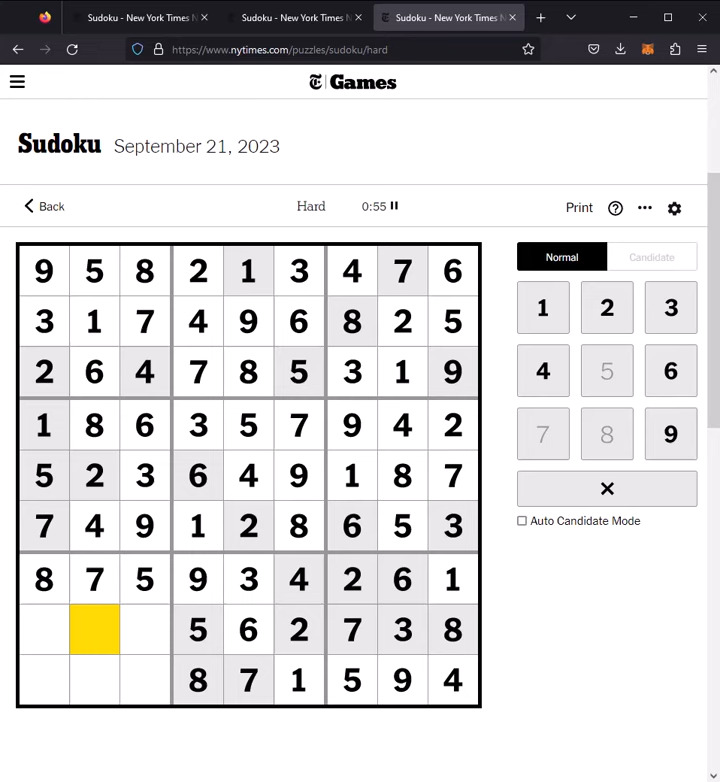 Sudoku - New York Times N
Sudoku - New York Times N
Sudoku - New York Times N
https://www.nytimes.com/puzzles/sudoku/hard
T Games
Sudoku September 21, 2023
Back Hard 0:55 Print ? ...
9 5 8 2 1 3 4 7 6
3 1 7 4 9 6 8 2 5
2 6 4 7 8 5 3 1 9
1 8 6 3 5 7 9 4 2
5 2 3 6 4 9 1 8 7
7 4 9 1 2 8 6 5 3
8 7 5 9 3 4 2 6 1
5 6 2 7 3 8
8 7 1 5 9 4
Normal Candidate
1 2 3
4 5 6
7 8 9
Auto Candidate Mode